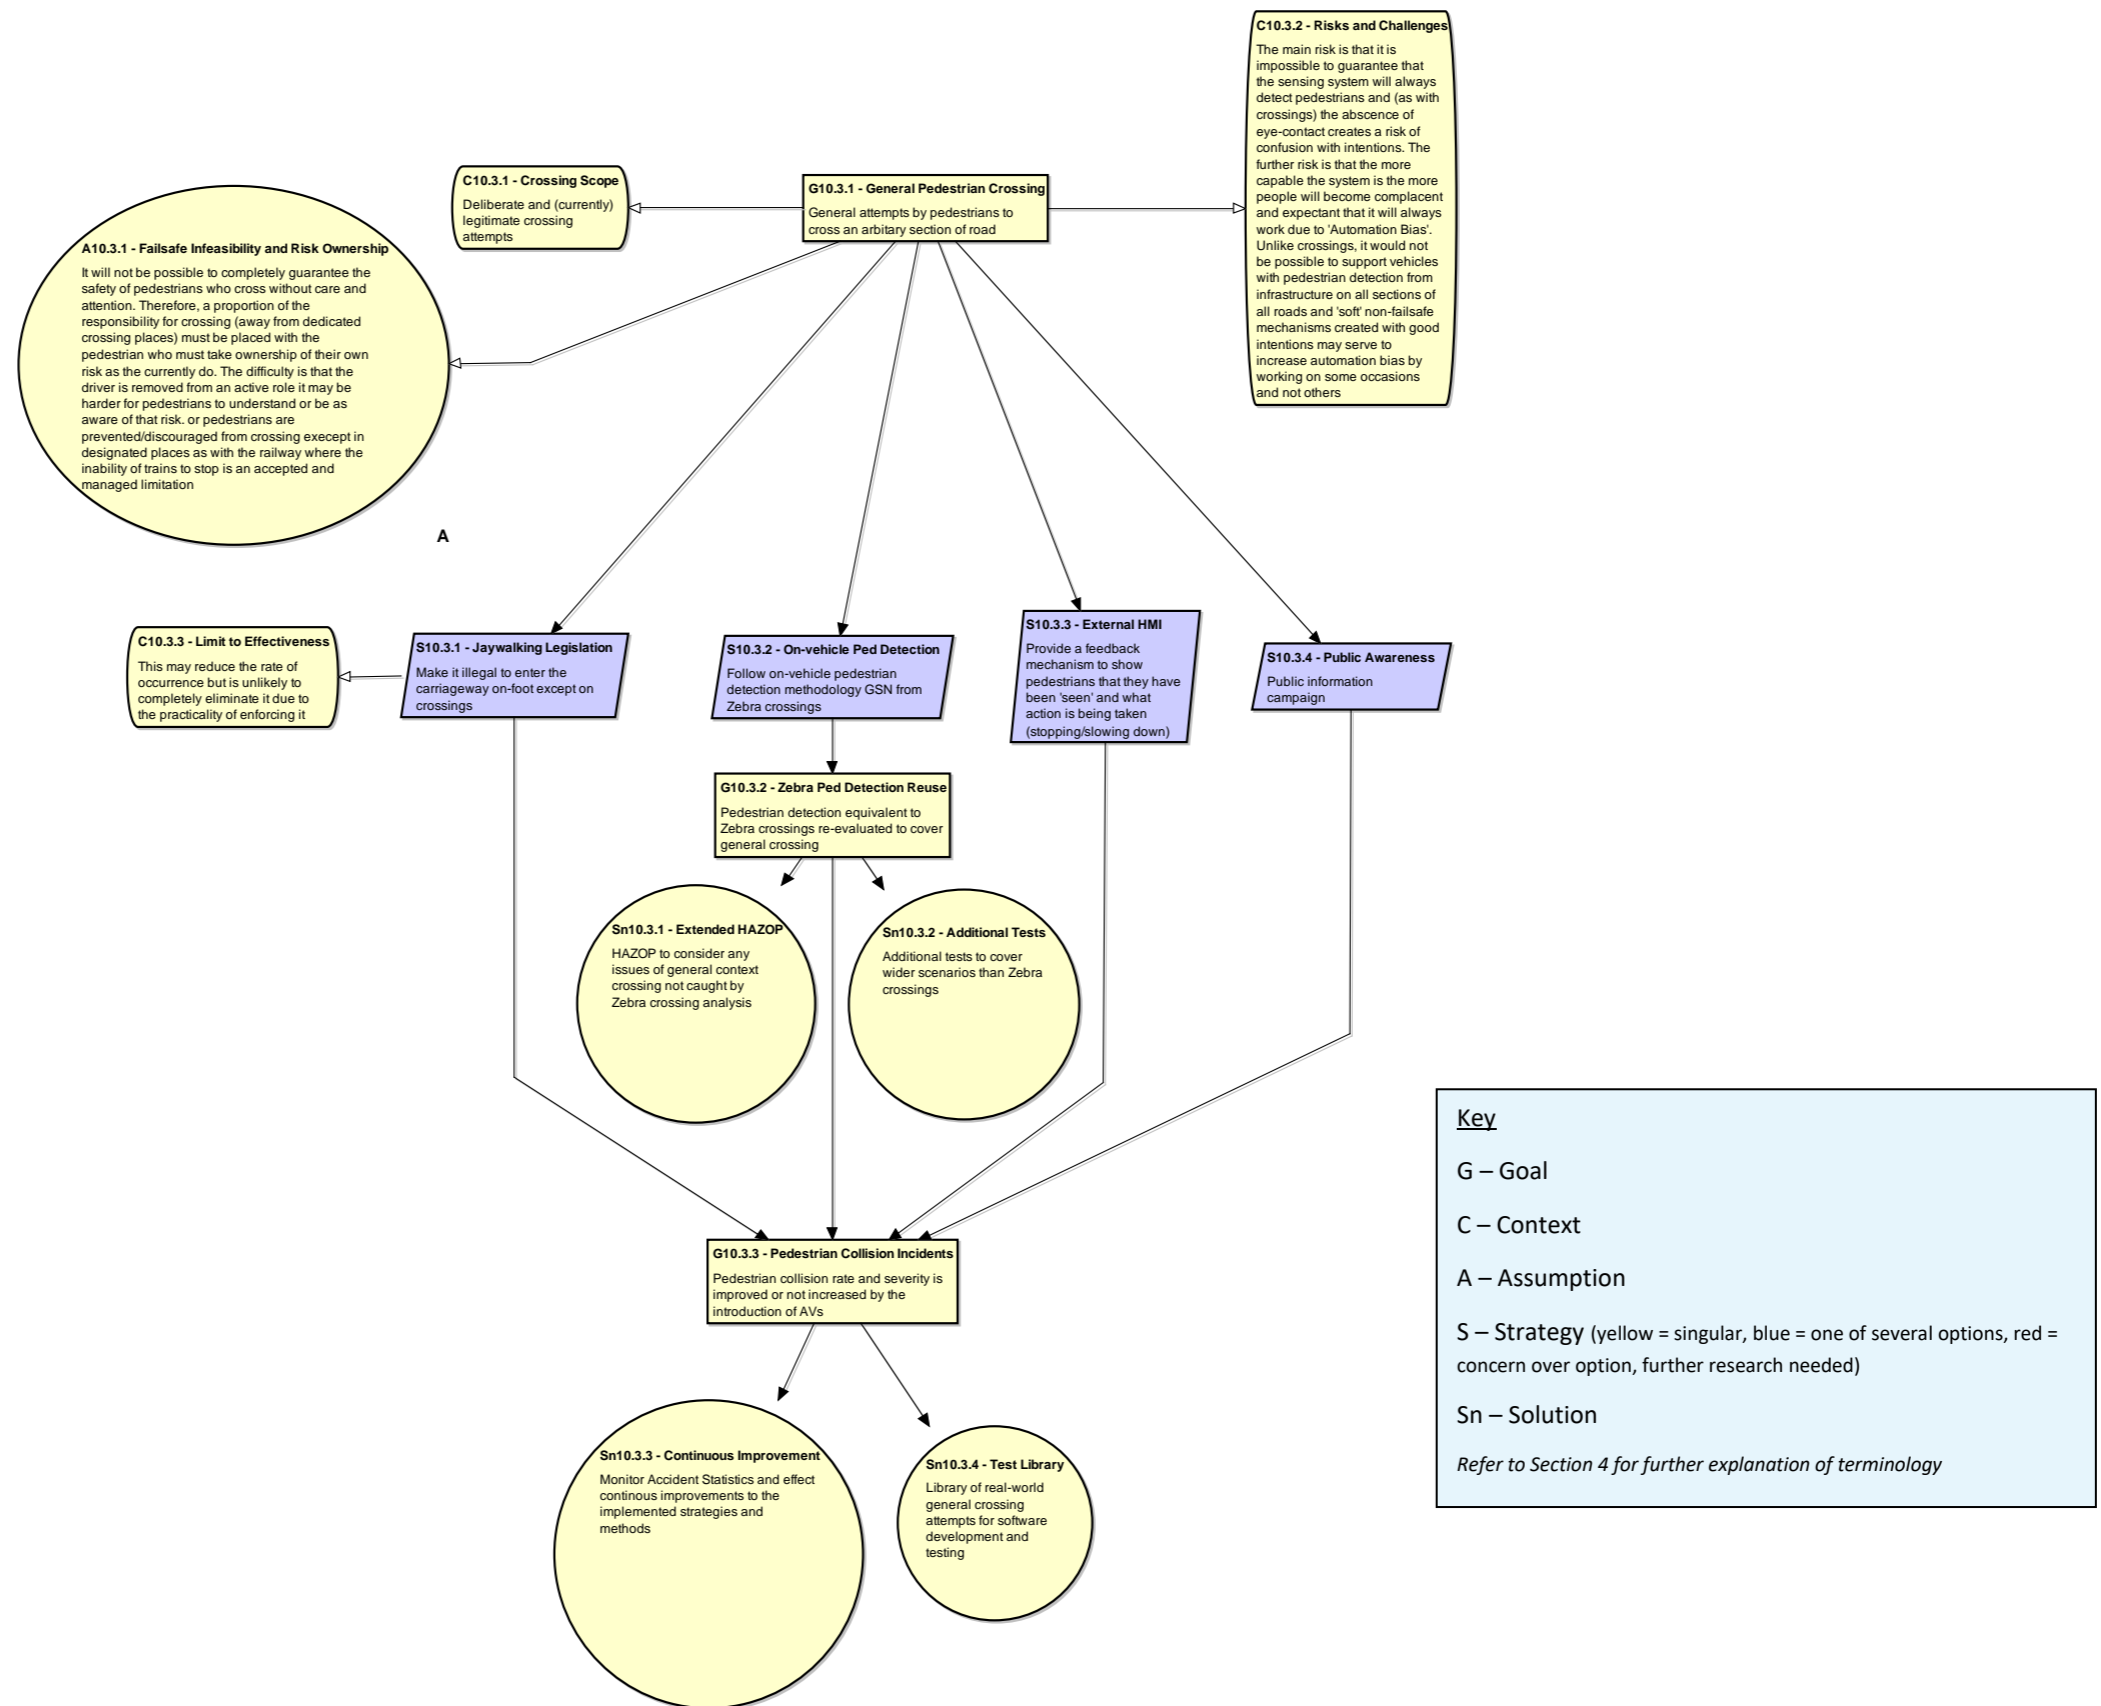 C10.3.2 - Risks and Challenges
The main risk is that it is
impossible to guarantee that
the sensing system will always
detect pedestrians and (as with
crossings) the abscence of
eye-contact creates a risk of
confusion with intentions. The
further risk is that the more
capable the system is the more
people will become complacent
and expectant that it will always
work due to 'Automation Bias'.
Unlike crossings, it would not
be possible to support vehicles
with pedestrian detection from
infrastructure on all sections of
all roads and 'soft' non-failsafe
mechanisms created with good
intentions may serve to
increase automation bias by
working on some occasions
and not others
C10.3.1 - Crossing Scope
Deliberate and (currently)
legitimate crossing
attempts
G10.3.1 - General Pedestrian Crossing
General attempts by pedestrians to
cross an arbitary section of road
A10.3.1 - Failsafe Infeasibility and Risk Ownership
It will not be possible to completely guarantee the
safety of pedestrians who cross without care and
attention. Therefore, a proportion of the
responsibility for crossing (away from dedicated
crossing places) must be placed with the
pedestrian who must take ownership of their own
risk as the currently do. The difficulty is that the
driver is removed from an active role it may be
harder for pedestrians to understand or be as
aware of that risk. or pedestrians are
prevented/discouraged from crossing execept in
designated places as with the railway where the
inability of trains to stop is an accepted and
managed limitation
A
C10.3.3 - Limit to Effectiveness
This may reduce the rate of
occurrence but is unlikely to
completely eliminate it due to
the practicality of enforcing it
S10.3.1 - Jaywalking Legislation
Make it illegal to enter the
carriageway on-foot except on
crossings
S10.3.2 - On-vehicle Ped Detection
Follow on-vehicle pedestrian
detection methodology GSN from
Zebra crossings
S10.3.3 - External HMI
Provide a feedback
mechanism to show
pedestrians that they have
been 'seen' and what
action is being taken
(stopping/slowing down)
S10.3.4 - Public Awareness
Public information
campaign
G10.3.2 - Zebra Ped Detection Reuse
Pedestrian detection equivalent to
Zebra crossings re-evaluated to cover
general crossing
Sn10.3.1 - Extended HAZOP
HAZOP to consider any
issues of general context
crossing not caught by
Zebra crossing analysis
Sn10.3.2 - Additional Tests
Additional tests to cover
wider scenarios than Zebra
crossings
G10.3.3 - Pedestrian Collision Incidents
Pedestrian collision rate and severity is
improved or not increased by the
introduction of AVs
Sn10.3.3 - Continuous Improvement
Monitor Accident Statistics and effect
continous improvements to the
implemented strategies and
methods
Sn10.3.4 - Test Library
Library of real-world
general crossing
attempts for software
development and
testing
Key
G – Goal
C – Context
A – Assumption
S – Strategy (yellow = singular, blue = one of several options, red =
concern over option, further research needed)
Sn – Solution
Refer to Section 4 for further explanation of terminology